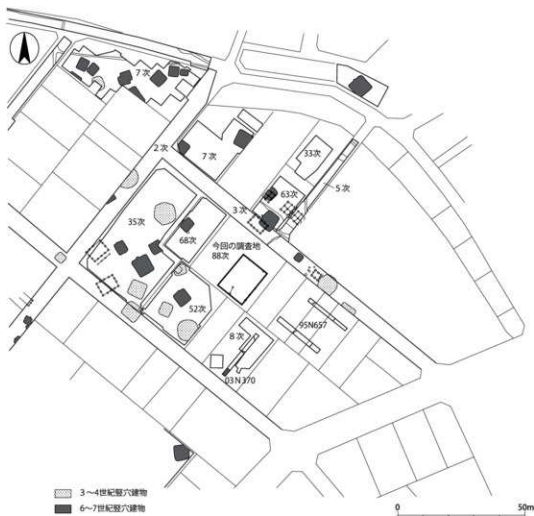 7次
2次
7次
33次
5次
63次
3次
35次
68次
今回の調査地
88次
52次
8次
95N657
03N370
3～4世紀竪穴建物
6～7世紀竪穴建物
0
50m